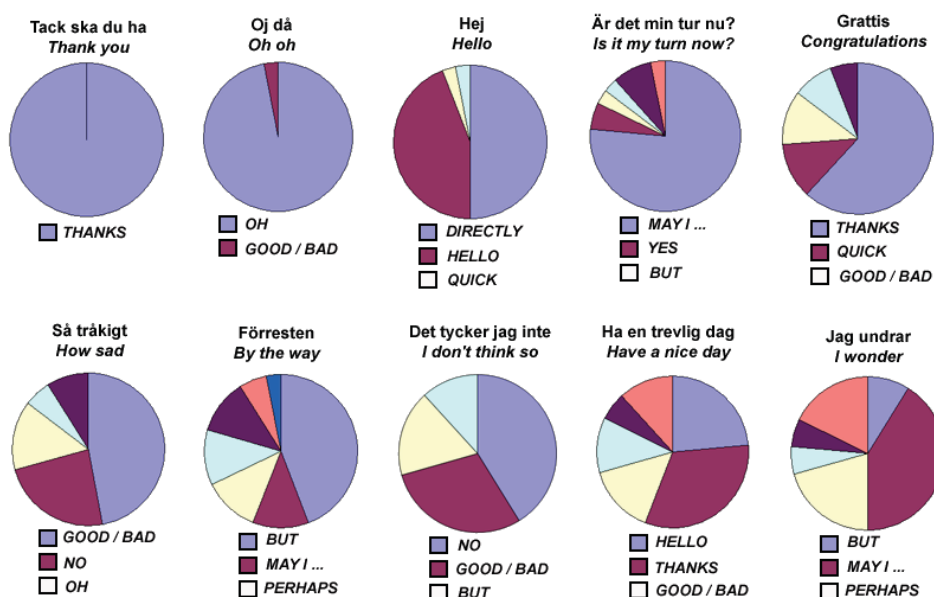 Tack ska du ha
Thank you
THANKS
Oj då
Oh oh
OH
GOOD / BAD
Hej
Hello
DIRECTLY
HELLO
QUICK
Är det min tur nu?
Is it my turn now?
MAY I ...
YES
BUT
Grattis
Congratulations
THANKS
QUICK
GOOD / BAD
Så tråkigt
How sad
GOOD / BAD
NO
OH
Förresten
By the way
BUT
MAY I ...
PERHAPS
Det tycker jag inte
I don't think so
NO
GOOD / BAD
BUT
Ha en trevlig dag
Have a nice day
HELLO
THANKS
GOOD / BAD
Jag undrar
I wonder
BUT
MAY I ...
PERHAPS